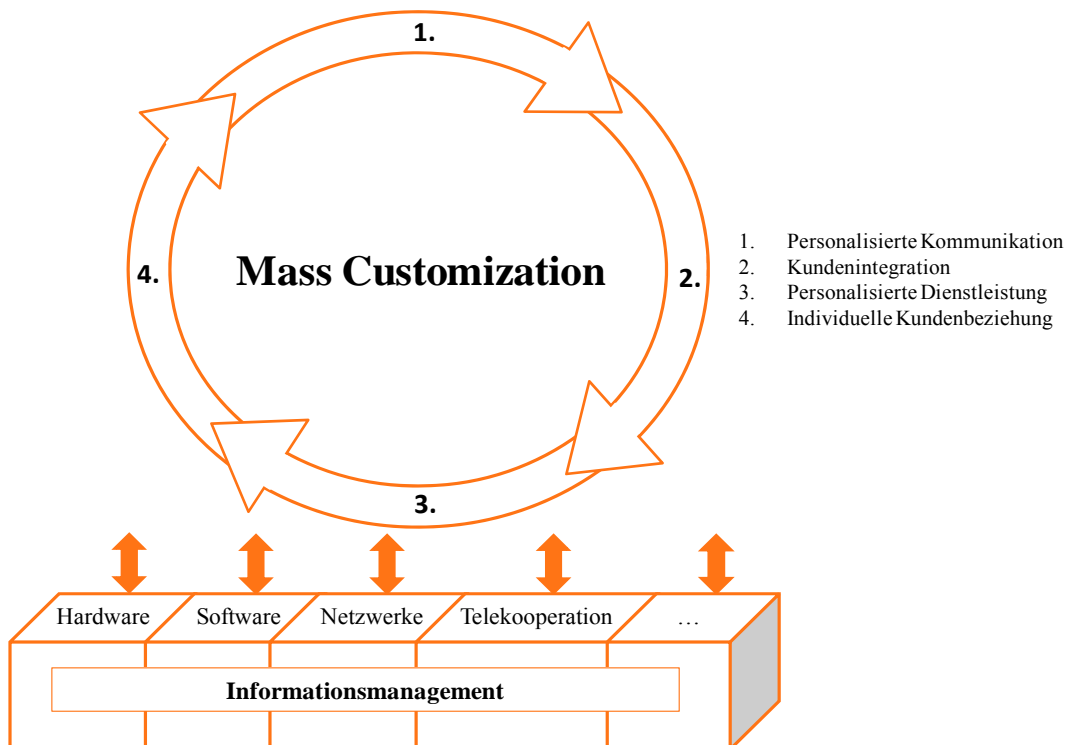 1.
4.
Mass Customization
2.
1. Personalisierte Kommunikation
2. Kundenintegration
3. Personalisierte Dienstleistung
4. Individuelle Kundenbeziehung
3.
Hardware
Software
Netzwerke
Telekooperation
…
Informationsmanagement